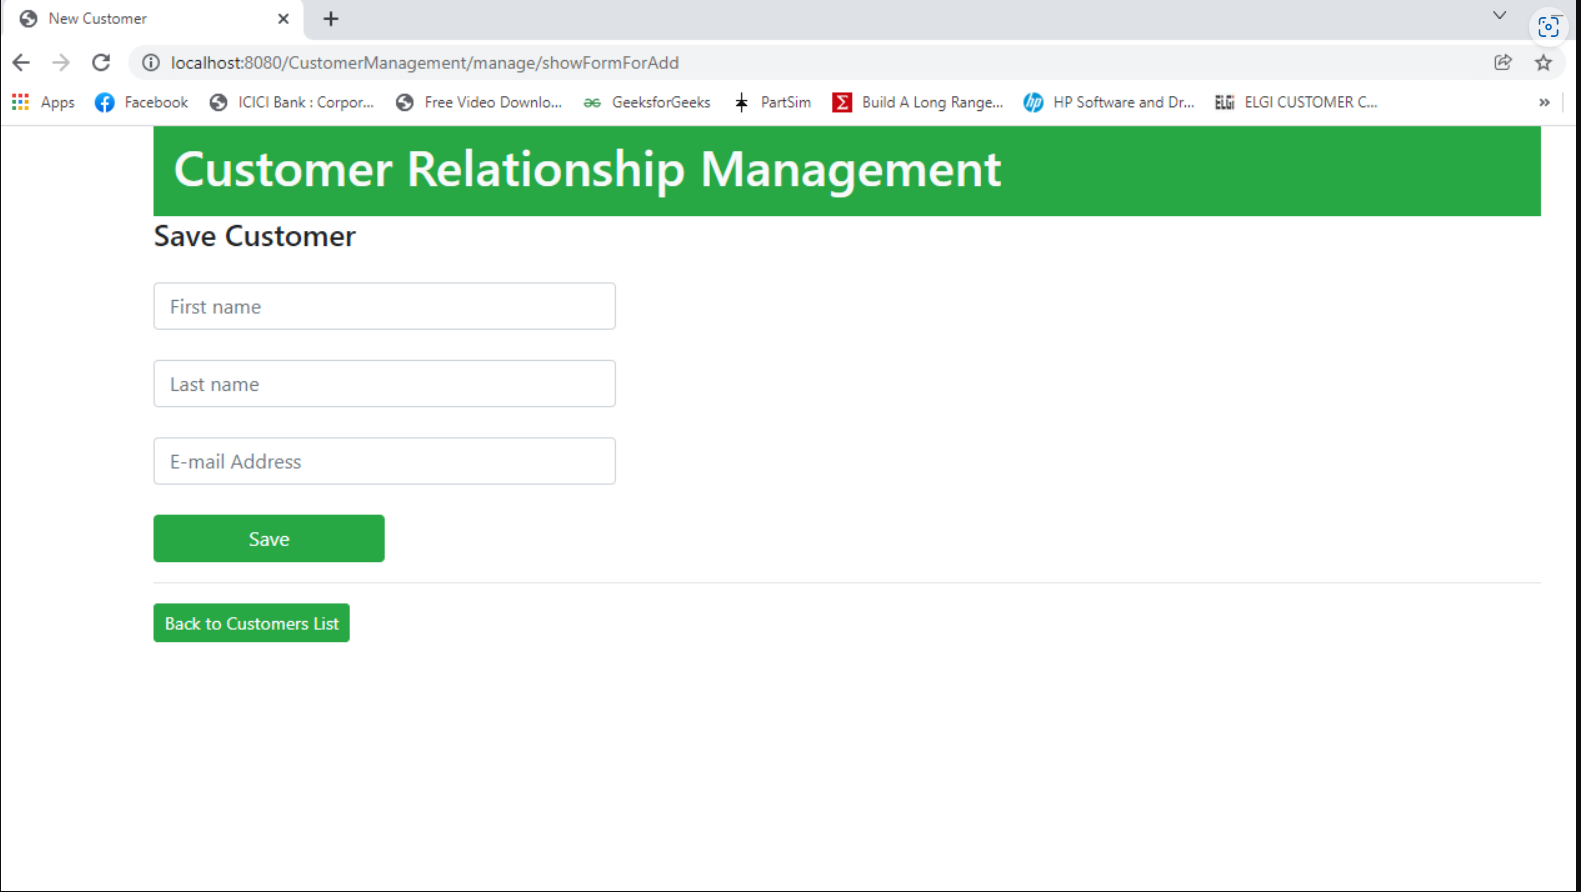 New Customer
localhost:8080/CustomerManagement/manage/showFormForAdd
Apps Facebook ICICI Bank : Corpor... Free Video Downlo... GeeksforGeeks PartSim Build A Long Range... HP Software and Dr... ELGi ELGI CUSTOMER C... »
Customer Relationship Management
Save Customer
First name
Last name
E-mail Address
Save
Back to Customers List